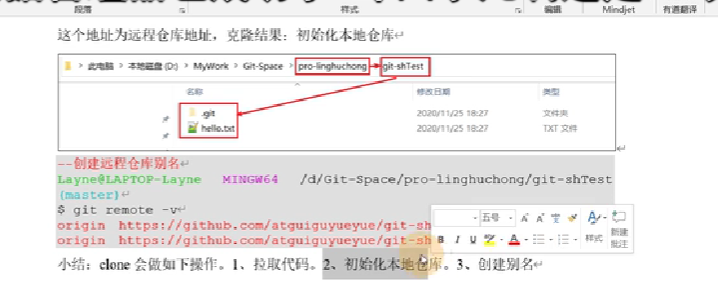 段落
样式
编辑
Mindjet
有道翻译
这个地址为远程仓库地址，克隆结果：初始化本地仓库
此电脑 > 本地磁盘 (D:) > MyWork > Git-Space > pro-linghuchong > git-shTest
名称 修改日期 类型
.git 2020/11/25 18:27 文件夹
hello.txt 2020/11/25 18:27 TXT 文件
--创建远程仓库别名
Layne@LAPTOP-Layne MINGW64 /d/Git-Space/pro-linghuchong/git-shTest
(master)
$ git remote -v
origin https://github.com/atguiguyueyue/git-sh
origin https://github.com/atguiguyueyue/git-sh
五号
B I U
样式
新建
批注
小结：clone 会做如下操作。1、拉取代码。2、初始化本地仓库。3、创建别名